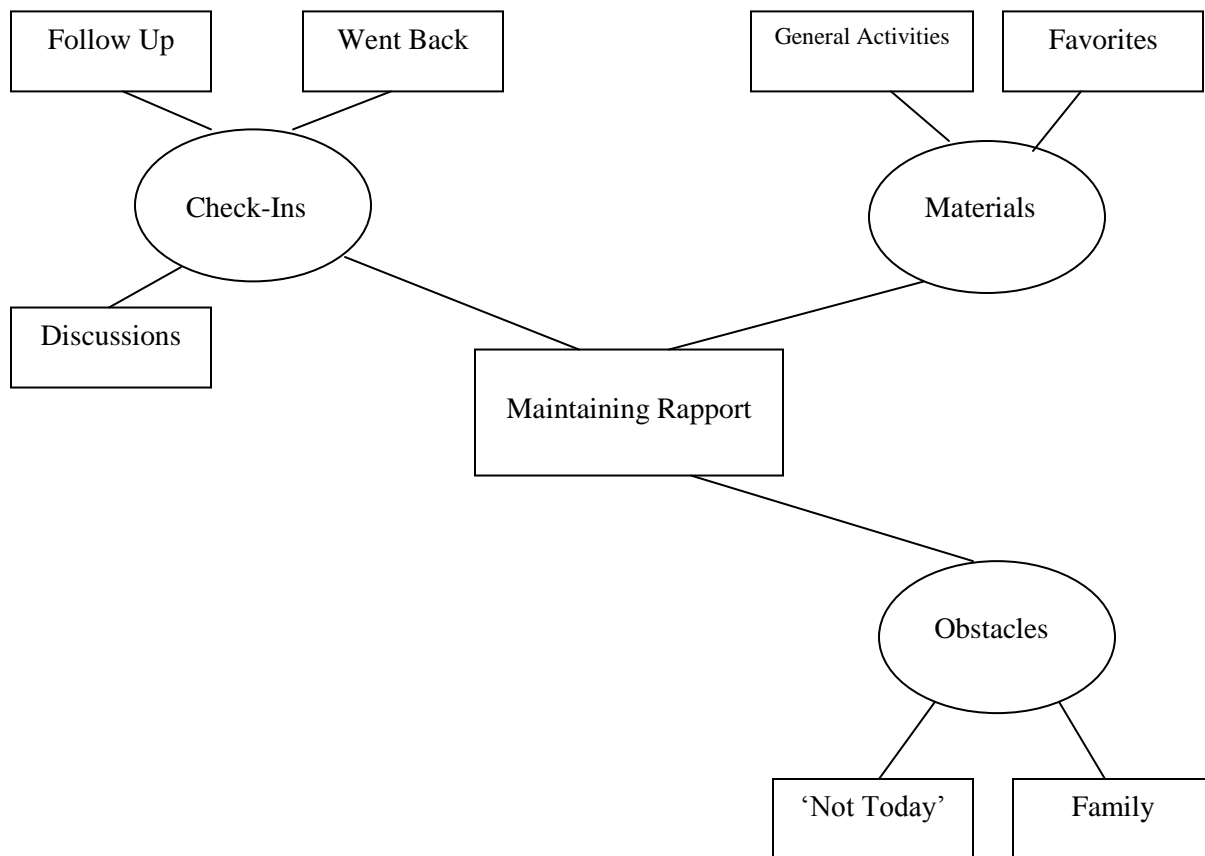 Follow Up
Went Back
General Activities
Favorites
Check-Ins
Materials
Discussions
Maintaining Rapport
Obstacles
‘Not Today’
Family